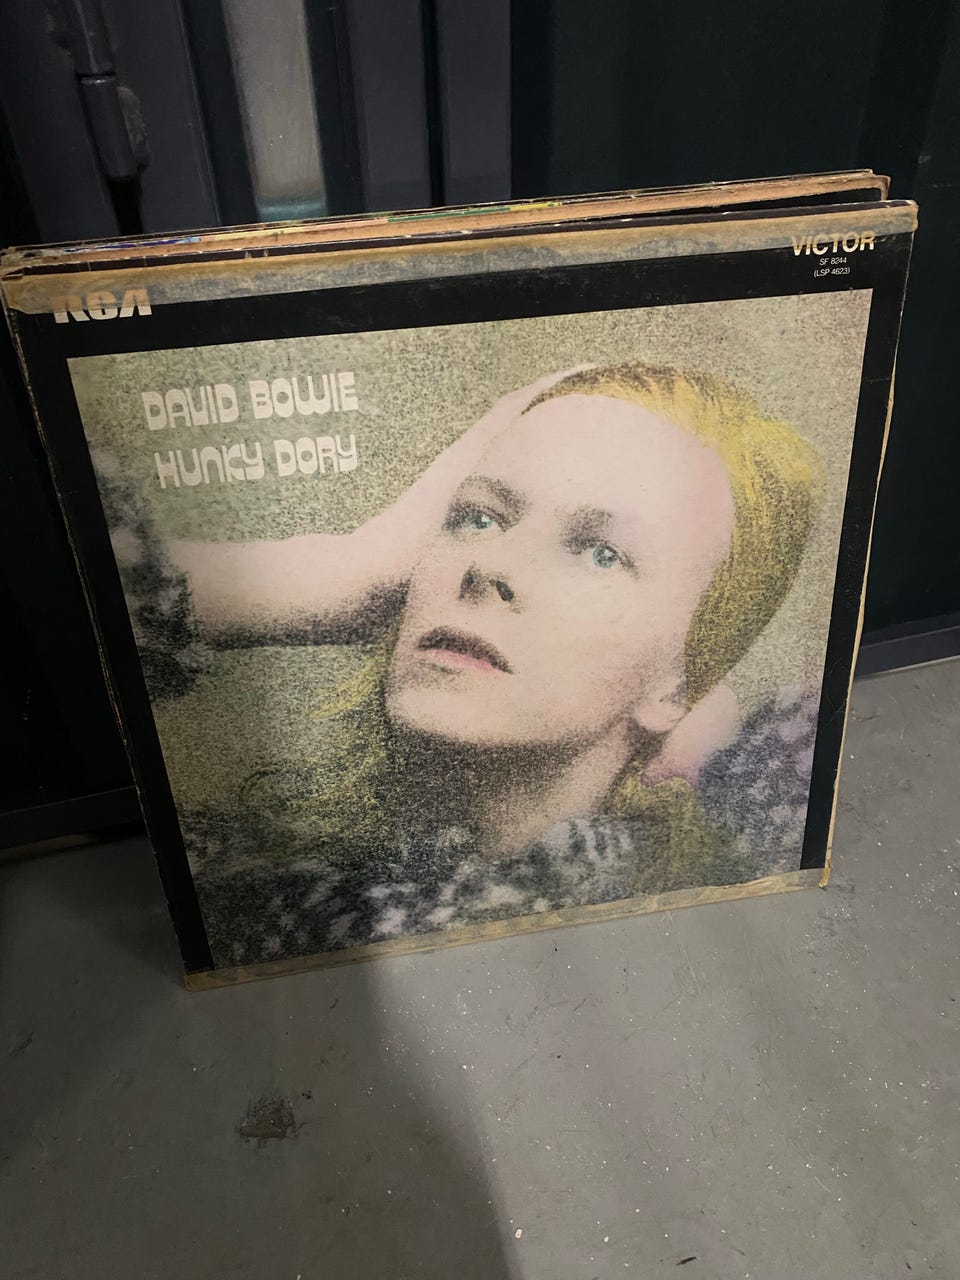 RCA
VICTOR
SF 8244
(LSP 4623)
DAVID BOWIE
HUNKY DORY